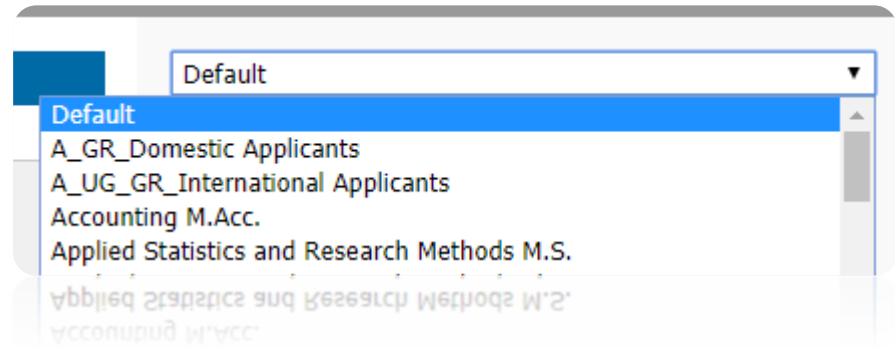 Default
Default
A_GR_Domestic Applicants
A_UG_GR_International Applicants
Accounting M.Acc.
Applied Statistics and Research Methods M.S.